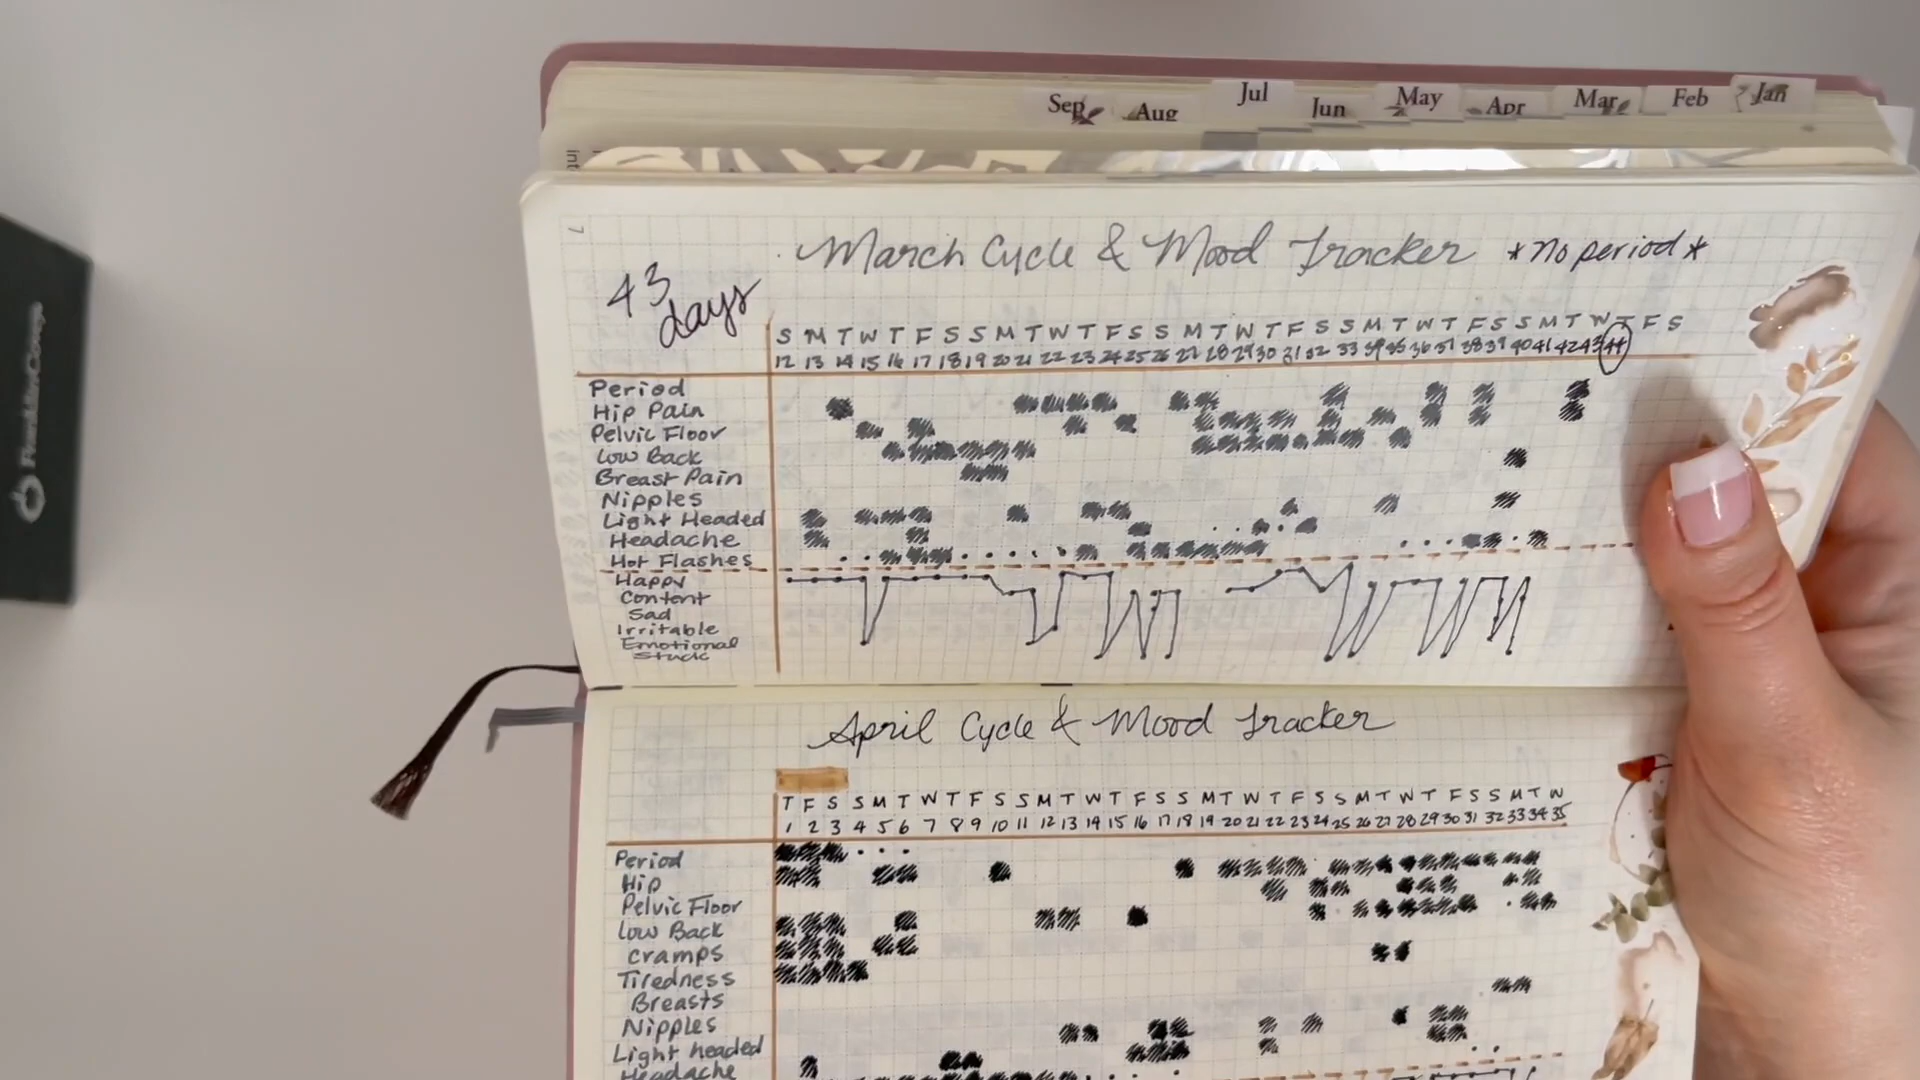 FranklinCovey
Sep Aug Jul Jun May Apr Mar Feb Jan
7
March Cycle & Mood Tracker *no period*
43
days
S M T W T F S S M T W T F S S M T W T F S S M T W T F S S M T W T F S
12 13 14 15 16 17 18 19 20 21 22 23 24 25 26 27 28 29 30 31 32 33 34 35 36 37 38 39 40 41 42 43 44
Period
Hip Pain
Pelvic Floor
Low Back
Breast Pain
Nipples
Light Headed
Headache
Hot Flashes
Happy
Content
Sad
Irritable
Emotional
Stuck
April Cycle & Mood Tracker
T F S S M T W T F S S M T W T F S S M T W T F S S M T W T F S S M T W
1 2 3 4 5 6 7 8 9 10 11 12 13 14 15 16 17 18 19 20 21 22 23 24 25 26 27 28 29 30 31 32 33 34 35
Period
Hip
Pelvic Floor
Low Back
cramps
Tiredness
Breasts
Nipples
Light headed
Headache